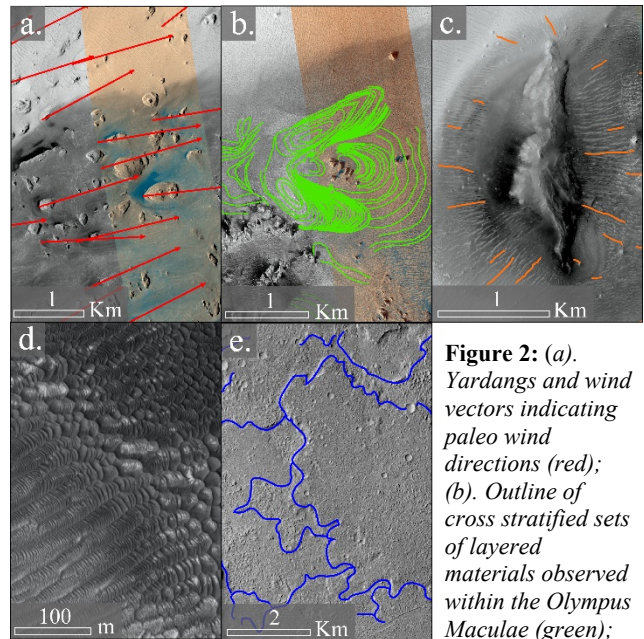 a.
1
Km
b.
1
Km
c.
1
Km
d.
100
m
e.
2
Km
Figure 2: (a).
Yardangs and wind
vectors indicating
paleo wind
directions (red);
(b). Outline of
cross stratified sets
of layered
materials observed
within the Olympus
Maculae (green);